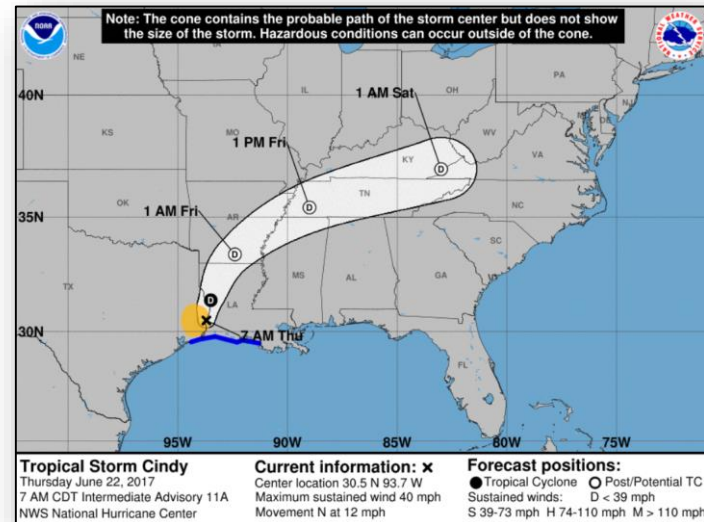 Note: The cone contains the probable path of the storm center but does not show
the size of the storm. Hazardous conditions can occur outside of the cone.
NOAA
NE
IA
PA
NJ
40N
IL
IN
OH
1 AM Sat
MD
DE
KS
MO
WV
VA
1 PM Fri
KY
D
TN
NC
35N
OK
1 AM Fri
AR
D
SC
D
MS
AL
GA
TX
LA
D
7 AM Thu
30N
FL
95W
90W
85W
80W
75W
Tropical Storm Cindy
Thursday June 22, 2017
7 AM CDT Intermediate Advisory 11A
NWS National Hurricane Center
Current information: ×
Center location 30.5 N 93.7 W
Maximum sustained wind 40 mph
Movement N at 12 mph
Forecast positions:
● Tropical Cyclone ○ Post/Potential TC
Sustained winds: D < 39 mph
S 39-73 mph H 74-110 mph M > 110 mph